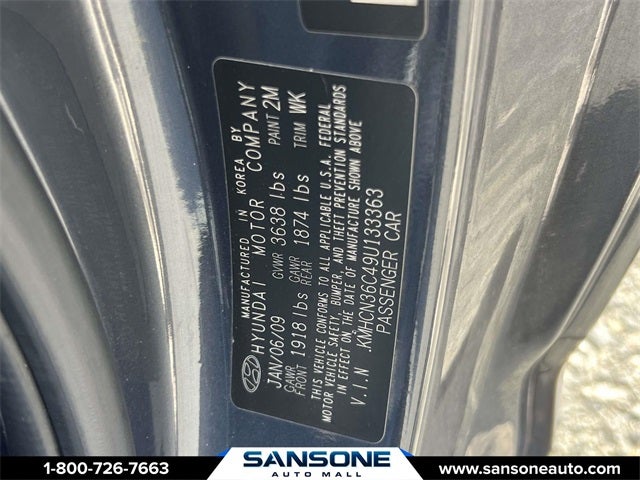 MANUFACTURED IN KOREA BY
HYUNDAI MOTOR COMPANY
JAN/06/09 GVWR 3638 lbs PAINT 2M
GAWR FRONT 1918 lbs GAWR REAR 1874 lbs TRIM WK
THIS VEHICLE CONFORMS TO ALL APPLICABLE U.S.A. FEDERAL
MOTOR VEHICLE SAFETY, BUMPER, AND THEFT PREVENTION STANDARDS
IN EFFECT ON THE DATE OF MANUFACTURE SHOWN ABOVE
V.I.N .KMHCN36C49U133363
PASSENGER CAR
1-800-726-7663
SANSONE
AUTO MALL
www.sansoneauto.com